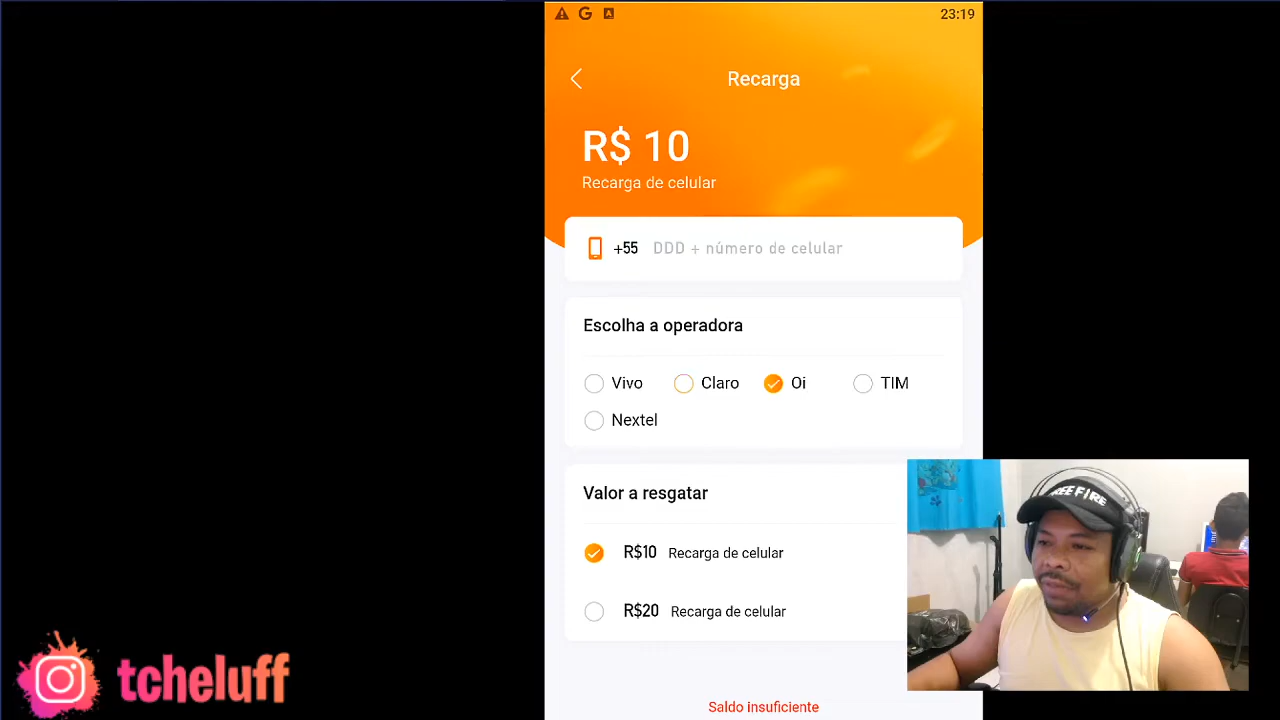 23:19
Recarga
R$ 10
Recarga de celular
+55 DDD + número de celular
Escolha a operadora
Vivo Claro Oi TIM
Nextel
Valor a resgatar
R$10 Recarga de celular
R$20 Recarga de celular
Saldo insuficiente
FREE FIRE
tcheluff